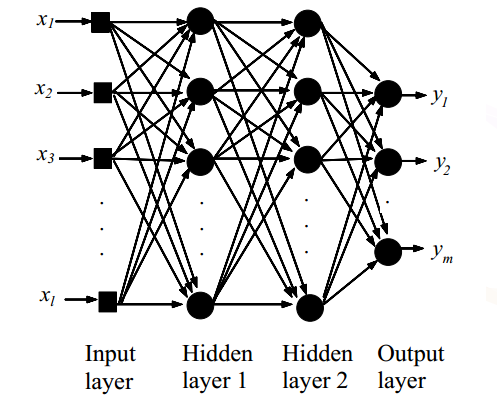 x1
x2
x3
xl
y1
y2
ym
Input layer
Hidden layer 1
Hidden layer 2
Output layer